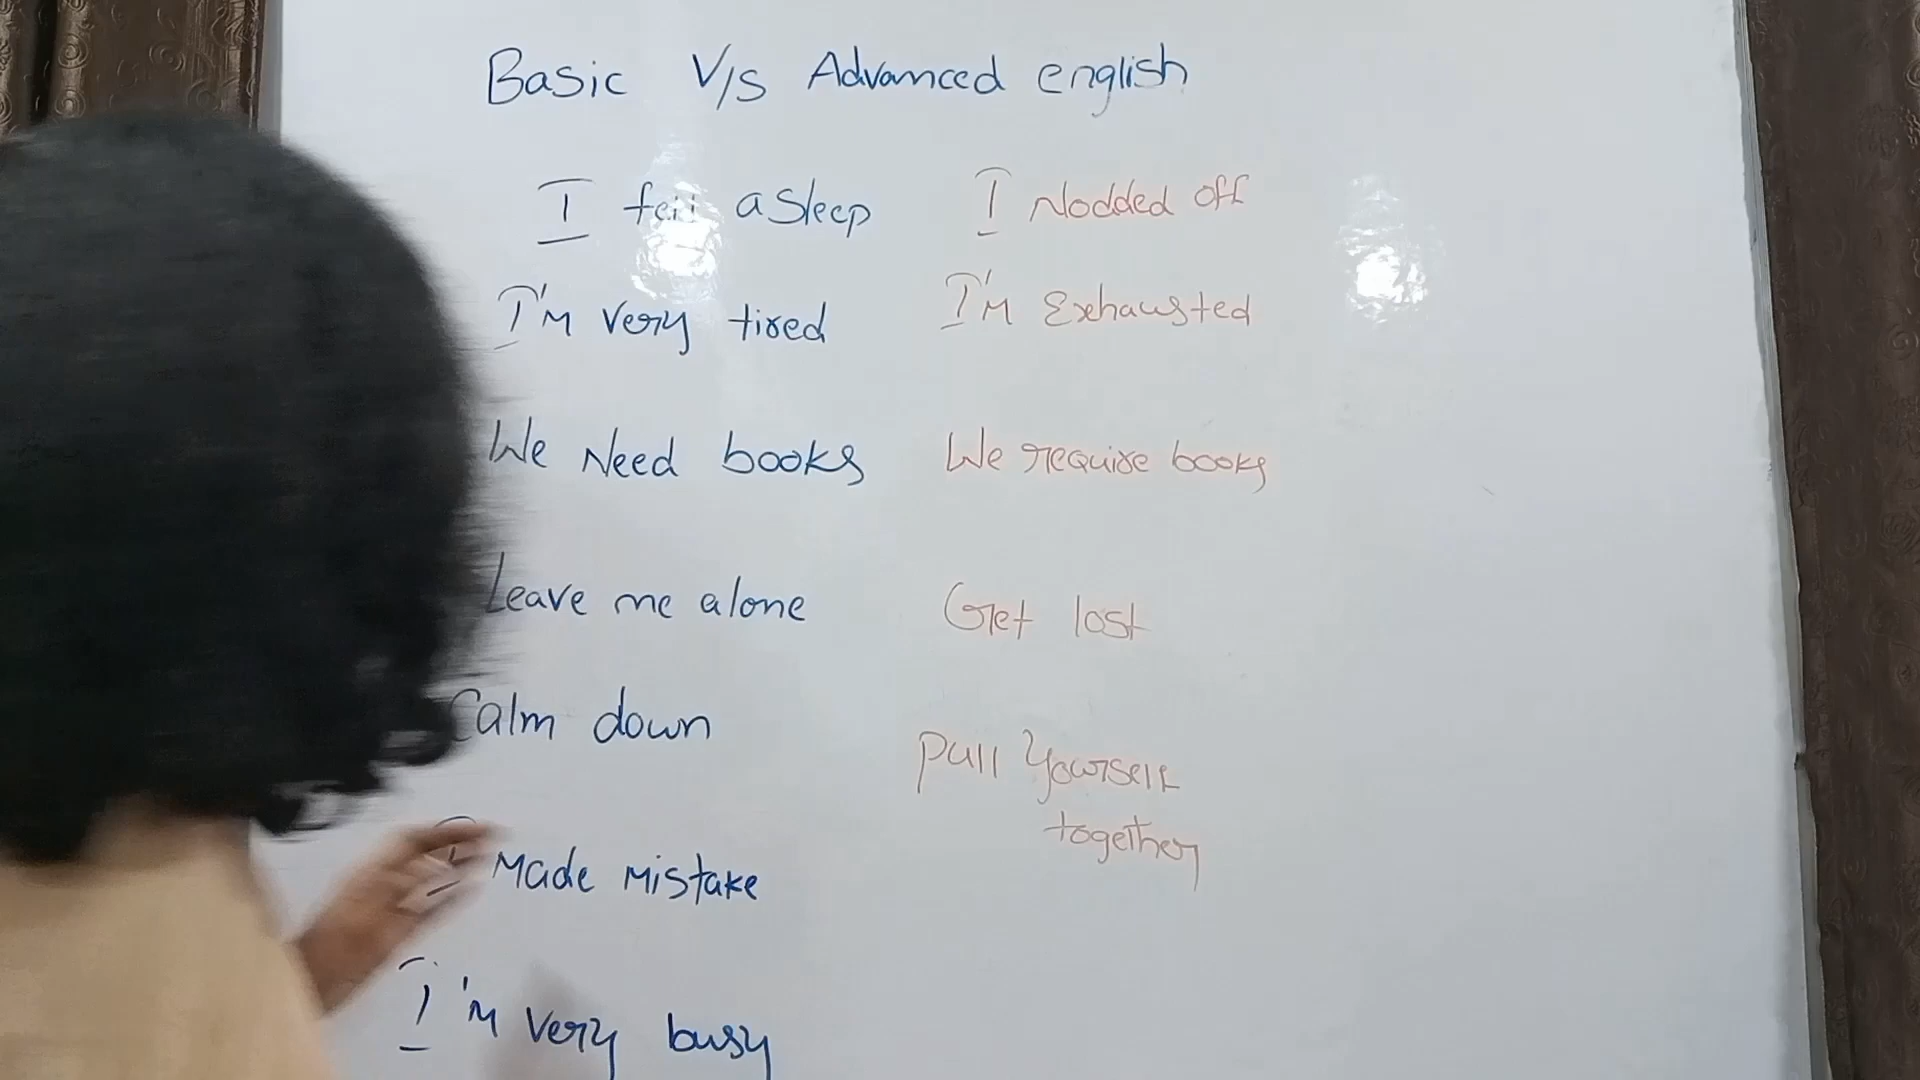 Basic V/s Advanced english
I fell asleep I Nodded off
I'm very tired I'm Exhausted
We Need books We require books
Leave me alone Get lost
Calm down Pull Yourself
together
I Made Mistake
I'm very busy